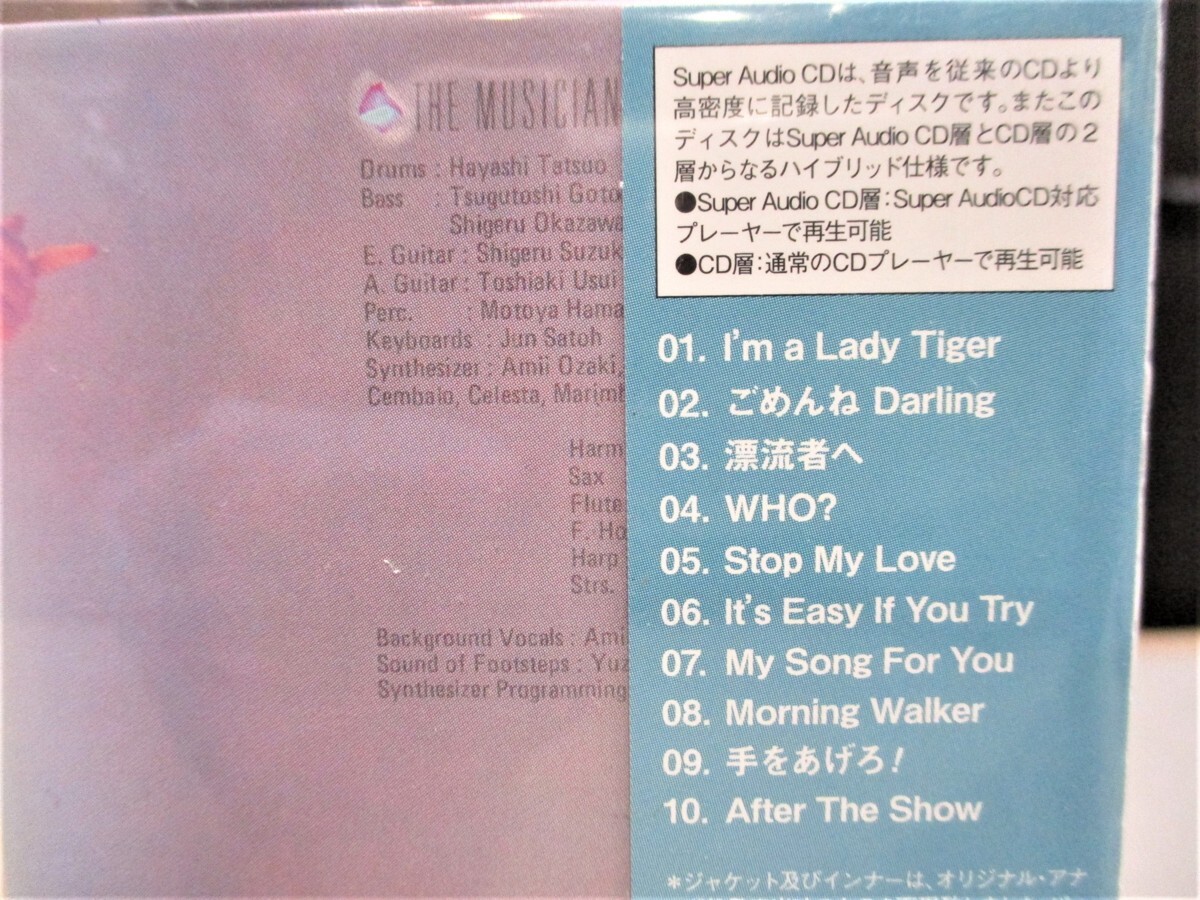 THE MUSICIAN
Drums : Hayashi Tatsuo
Bass : Tsugutoshi Goto
Shigeru Okazawa
E. Guitar : Shigeru Suzuk
A. Guitar : Toshiaki Usui
Perc. : Motoya Hama
Keyboards : Jun Satoh
Synthesizer : Amii Ozaki,
Cembalo, Celesta, Marimb
Harm
Sax
Flute
F. Ho
Harp
Strs.
Background Vocals : Ami
Sound of Footsteps : Yuz
Synthesizer Programming
Super Audio CDは、音声を従来のCDより
高密度に記録したディスクです。またこの
ディスクはSuper Audio CD層とCD層の2
層からなるハイブリッド仕様です。
●Super Audio CD層：Super AudioCD対応
プレーヤーで再生可能
●CD層：通常のCDプレーヤーで再生可能
01. I'm a Lady Tiger
02. ごめんね Darling
03. 漂流者へ
04. WHO?
05. Stop My Love
06. It's Easy If You Try
07. My Song For You
08. Morning Walker
09. 手をあげろ!
10. After The Show
*ジャケット及びインナーは、オリジナル・アナ